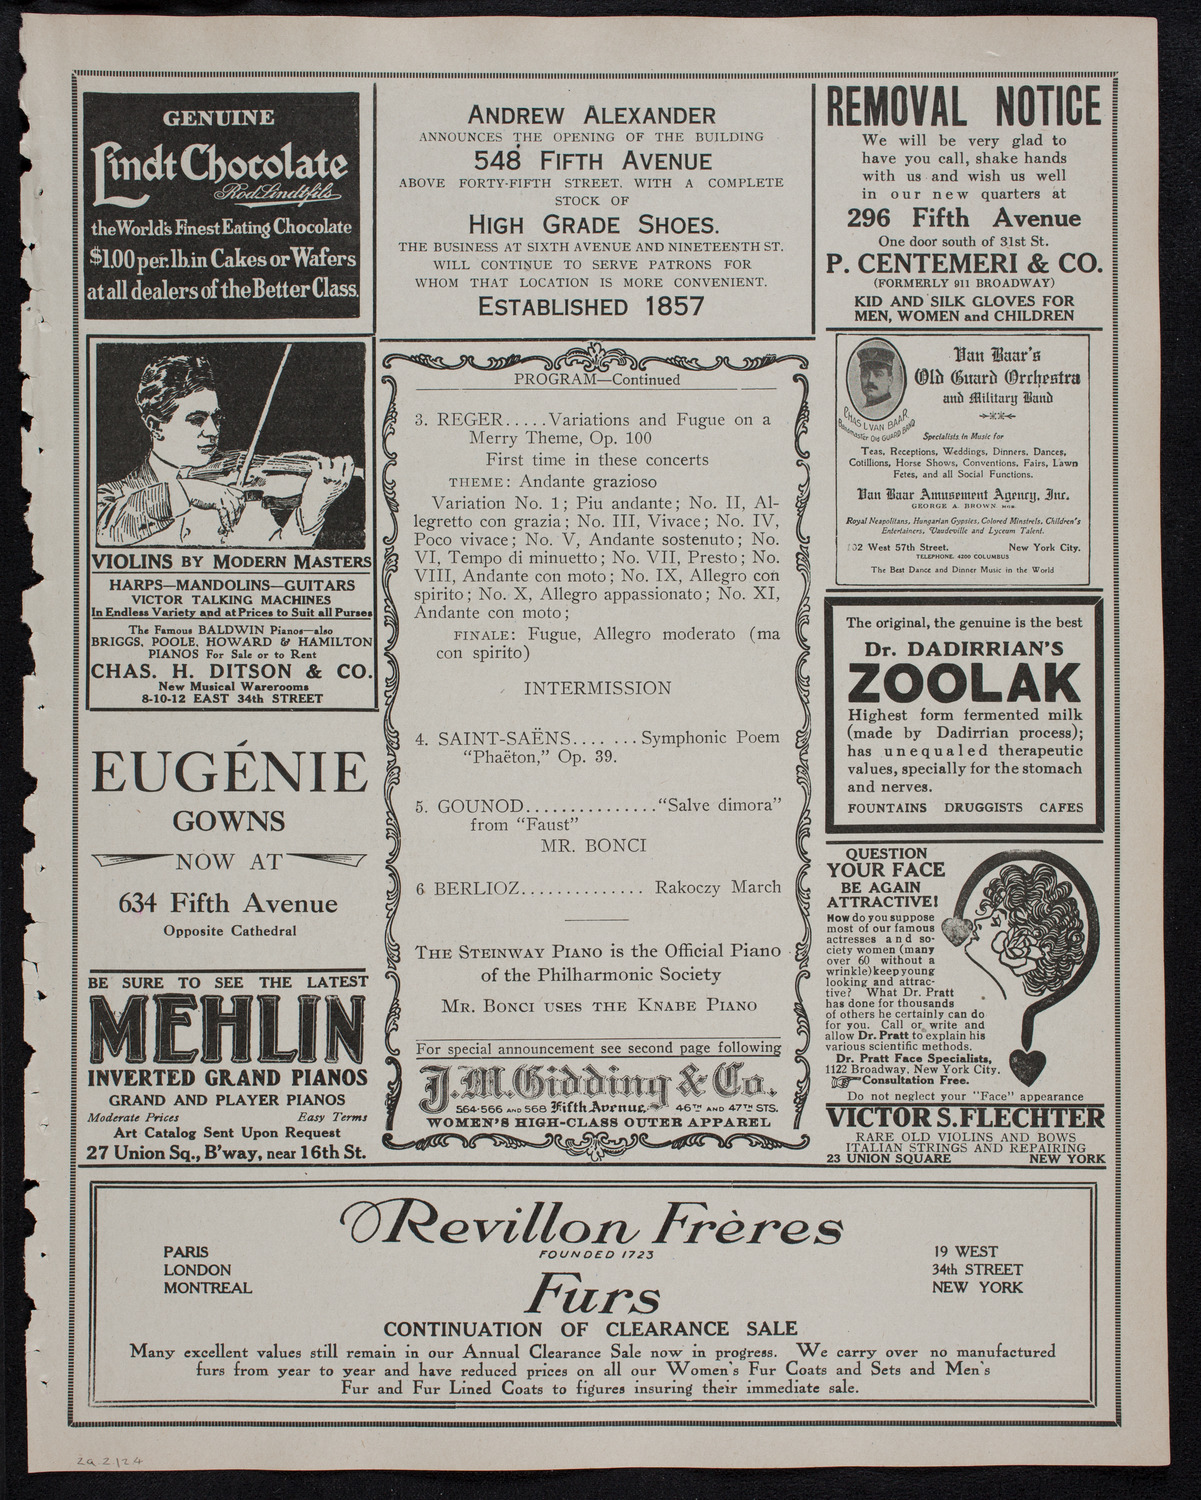 GENUINE
Lindt Chocolate
Rod. Lindt fils
the World's Finest Eating Chocolate
$1.00 per. lb. in Cakes or Wafers
at all dealers of the Better Class.
ANDREW ALEXANDER
ANNOUNCES THE OPENING OF THE BUILDING
548 FIFTH AVENUE
ABOVE FORTY-FIFTH STREET. WITH A COMPLETE
STOCK OF
HIGH GRADE SHOES.
THE BUSINESS AT SIXTH AVENUE AND NINETEENTH ST.
WILL CONTINUE TO SERVE PATRONS FOR
WHOM THAT LOCATION IS MORE CONVENIENT.
ESTABLISHED 1857
REMOVAL NOTICE
We will be very glad to
have you call, shake hands
with us and wish us well
in our new quarters at
296 Fifth Avenue
One door south of 31st St.
P. CENTEMERI & CO.
(FORMERLY 911 BROADWAY)
KID AND SILK GLOVES FOR
MEN, WOMEN and CHILDREN
VIOLINS BY MODERN MASTERS
HARPS—MANDOLINS—GUITARS
VICTOR TALKING MACHINES
In Endless Variety and at Prices to Suit all Purses
The Famous BALDWIN Pianos—also
BRIGGS, POOLE, HOWARD & HAMILTON
PIANOS For Sale or to Rent
CHAS. H. DITSON & CO.
New Musical Warerooms
8-10-12 EAST 34th STREET
EUGÉNIE
GOWNS
NOW AT
634 Fifth Avenue
Opposite Cathedral
BE SURE TO SEE THE LATEST
MEHLIN
INVERTED GRAND PIANOS
GRAND AND PLAYER PIANOS
Moderate Prices Easy Terms
Art Catalog Sent Upon Request
27 Union Sq., B'way, near 16th St.
PROGRAM—Continued
3. REGER.....Variations and Fugue on a
Merry Theme, Op. 100
First time in these concerts
THEME: Andante grazioso
Variation No. 1; Piu andante; No. II, Al-
legretto con grazia; No. III, Vivace; No. IV,
Poco vivace; No. V, Andante sostenuto; No.
VI, Tempo di minuetto; No. VII, Presto; No.
VIII, Andante con moto; No. IX, Allegro con
spirito; No. X, Allegro appassionato; No. XI,
Andante con moto;
FINALE: Fugue, Allegro moderato (ma
con spirito)
INTERMISSION
4. SAINT-SAËNS.... ...Symphonic Poem
"Phaëton," Op. 39.
5. GOUNOD..............."Salve dimora"
from "Faust"
MR. BONCI
6 BERLIOZ.............. Rakoczy March
THE STEINWAY PIANO is the Official Piano
of the Philharmonic Society
MR. BONCI USES THE KNABE PIANO
For special announcement see second page following
J.M. Gidding & Co.
564-566 AND 568 Fifth Avenue, 46TH AND 47TH STS.
WOMEN'S HIGH-CLASS OUTER APPAREL
CHAS L VAN BAAR
Bandmaster Old GUARD BAND
Van Baar's
Old Guard Orchestra
and Military Band
Specialists in Music for
Teas, Receptions, Weddings, Dinners, Dances,
Cotillions, Horse Shows, Conventions, Fairs, Lawn
Fetes, and all Social Functions.
Van Baar Amusement Agency, Inc.
GEORGE A. BROWN MGR.
Royal Neapolitans, Hungarian Gypsies, Colored Minstrels, Children's
Entertainers, Vaudeville and Lyceum Talent.
West 57th Street. New York City.
TELEPHONE, 4200 COLUMBUS
The Best Dance and Dinner Music in the World
The original, the genuine is the best
Dr. DADIRRIAN'S
ZOOLAK
Highest form fermented milk
(made by Dadirrian process);
has unequaled therapeutic
values, specially for the stomach
and nerves.
FOUNTAINS DRUGGISTS CAFES
QUESTION
YOUR FACE
BE AGAIN
ATTRACTIVE!
How do you suppose
most of our famous
actresses and so-
ciety women (many
over 60 without a
wrinkle) keep young
looking and attrac-
tive? What Dr. Pratt
has done for thousands
of others he certainly can do
for you. Call or write and
allow Dr. Pratt to explain his
various scientific methods.
Dr. Pratt Face Specialists,
1122 Broadway, New York City.
Consultation Free.
Do not neglect your "Face" appearance
VICTOR S. FLECHTER
RARE OLD VIOLINS AND BOWS
ITALIAN STRINGS AND REPAIRING
23 UNION SQUARE NEW YORK
Revillon Frères
FOUNDED 1723
PARIS
LONDON
MONTREAL
19 WEST
34th STREET
NEW YORK
Furs
CONTINUATION OF CLEARANCE SALE
Many excellent values still remain in our Annual Clearance Sale now in progress. We carry over no manufactured
furs from year to year and have reduced prices on all our Women's Fur Coats and Sets and Men's
Fur and Fur Lined Coats to figures insuring their immediate sale.